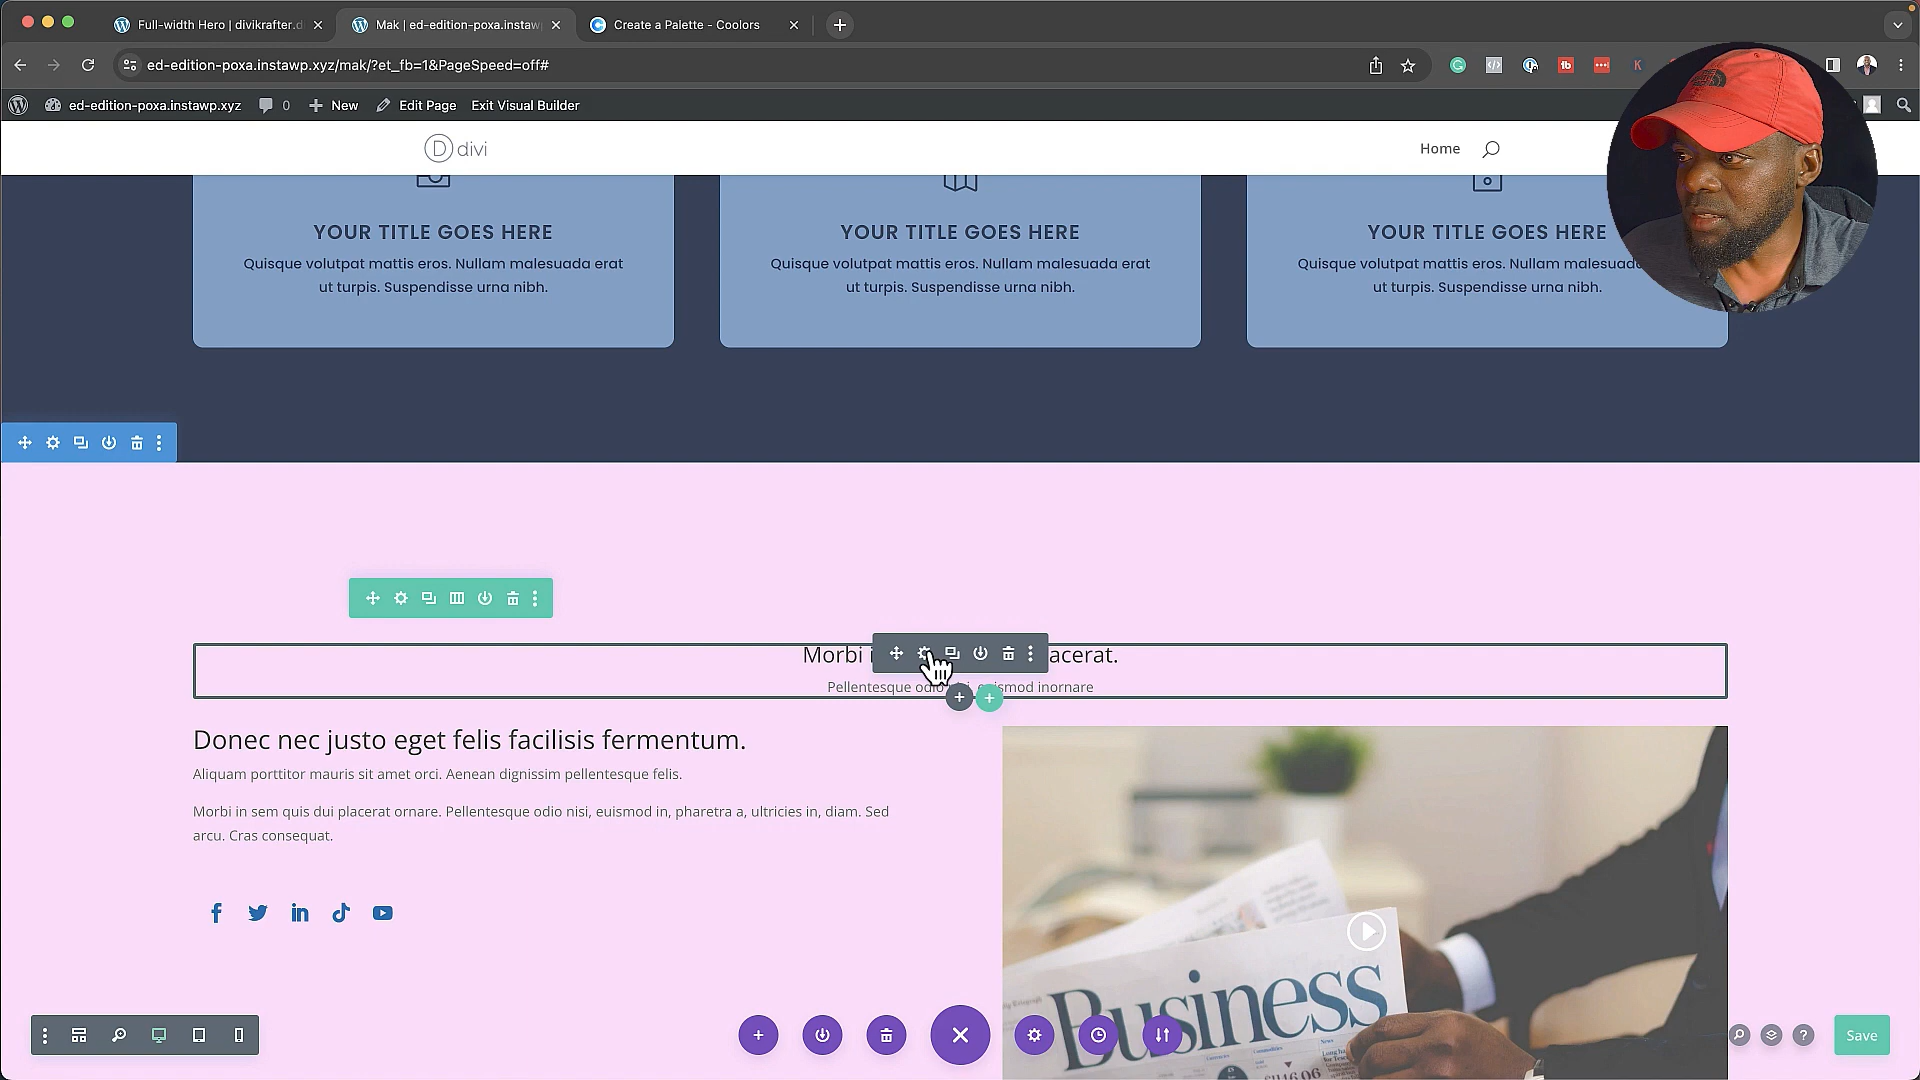 Full-width Hero | divikrafter.d
Mak | ed-edition-poxa.instaw
Create a Palette - Coolors
ed-edition-poxa.instawp.xyz/mak/?et_fb=1&PageSpeed=off#
ed-edition-poxa.instawp.xyz
0
New
Edit Page
Exit Visual Builder
divi
Home
YOUR TITLE GOES HERE
Quisque volutpat mattis eros. Nullam malesuada erat
ut turpis. Suspendisse urna nibh.
YOUR TITLE GOES HERE
Quisque volutpat mattis eros. Nullam malesuada erat
ut turpis. Suspendisse urna nibh.
YOUR TITLE GOES HERE
Quisque volutpat mattis eros. Nullam malesuad
ut turpis. Suspendisse urna nibh.
Morbi acerat.
Pellentesque odio euismod inornare
Donec nec justo eget felis facilisis fermentum.
Aliquam porttitor mauris sit amet orci. Aenean dignissim pellentesque felis.
Morbi in sem quis dui placerat ornare. Pellentesque odio nisi, euismod in, pharetra a, ultricies in, diam. Sed
arcu. Cras consequat.
Business
Save